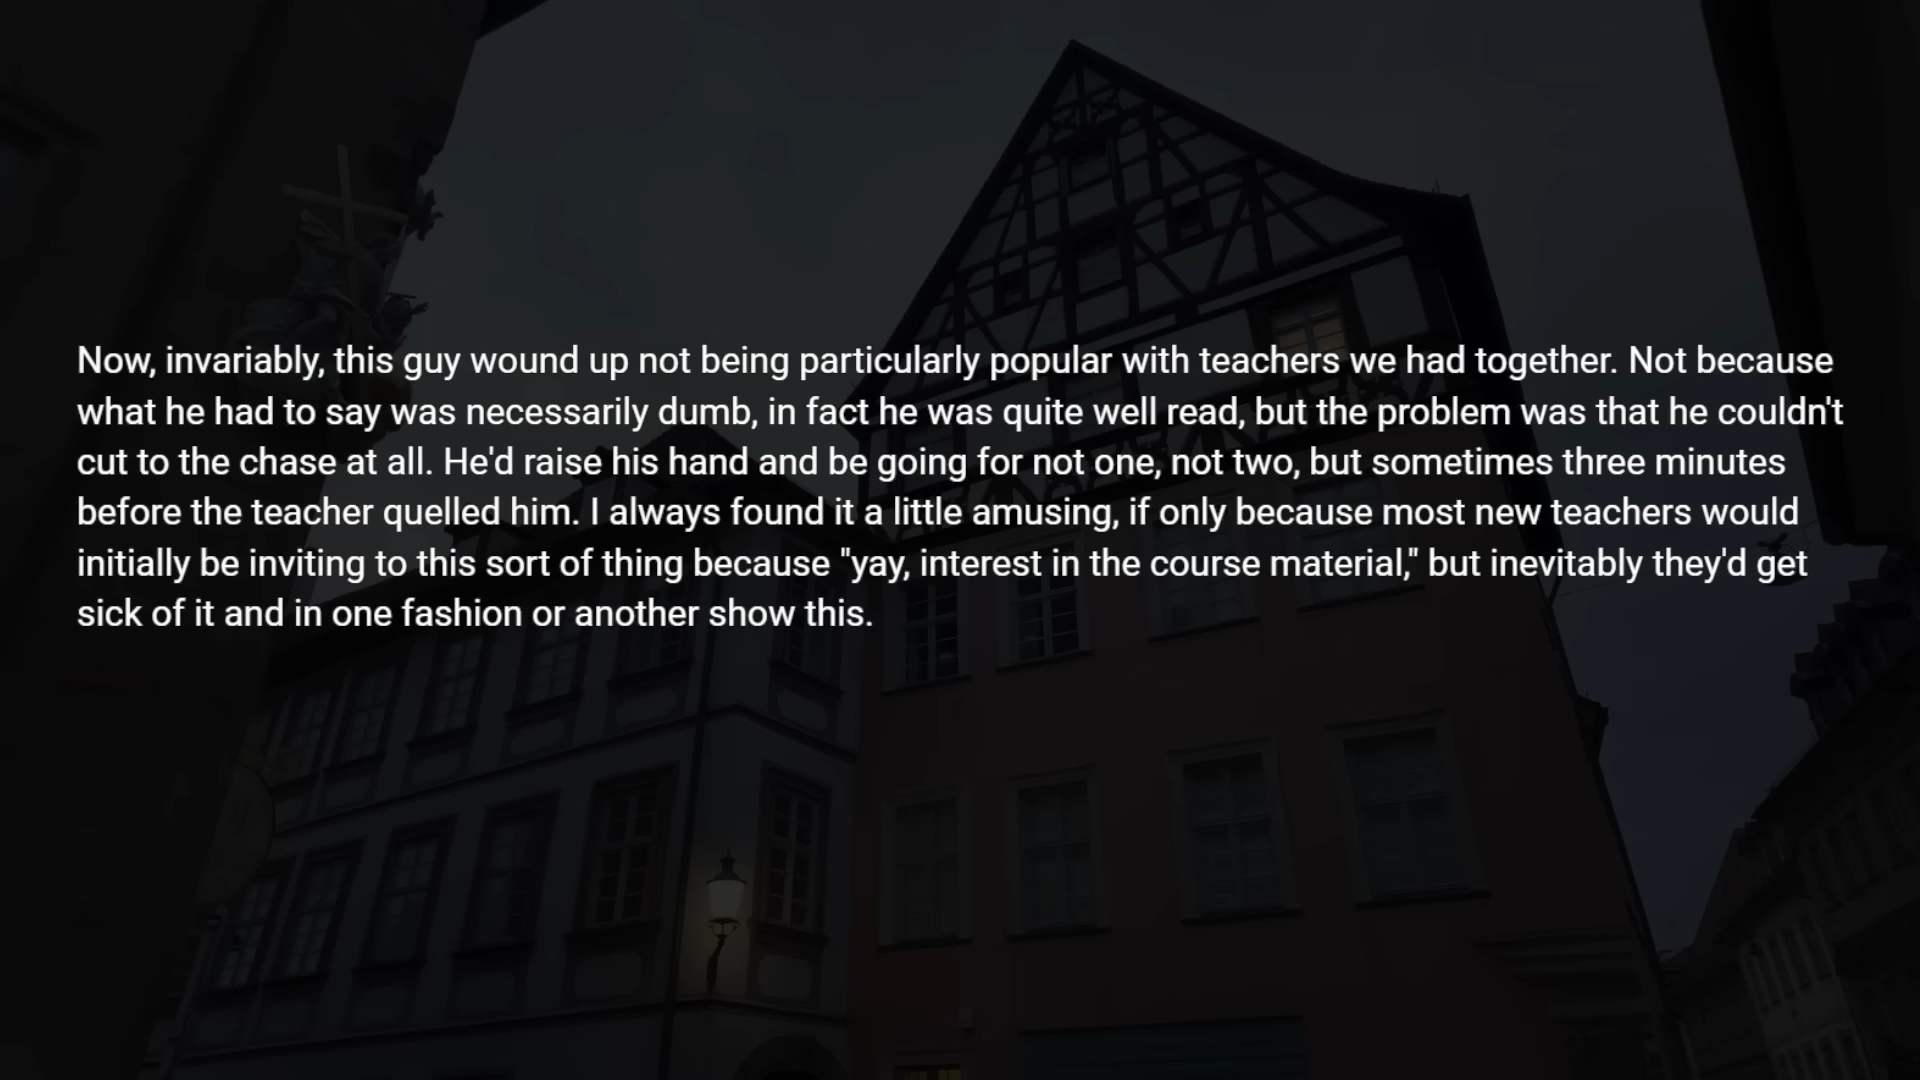 Now, invariably, this guy wound up not being particularly popular with teachers we had together. Not because
what he had to say was necessarily dumb, in fact he was quite well read, but the problem was that he couldn't
cut to the chase at all. He'd raise his hand and be going for not one, not two, but sometimes three minutes
before the teacher quelled him. I always found it a little amusing, if only because most new teachers would
initially be inviting to this sort of thing because "yay, interest in the course material," but inevitably they'd get
sick of it and in one fashion or another show this.